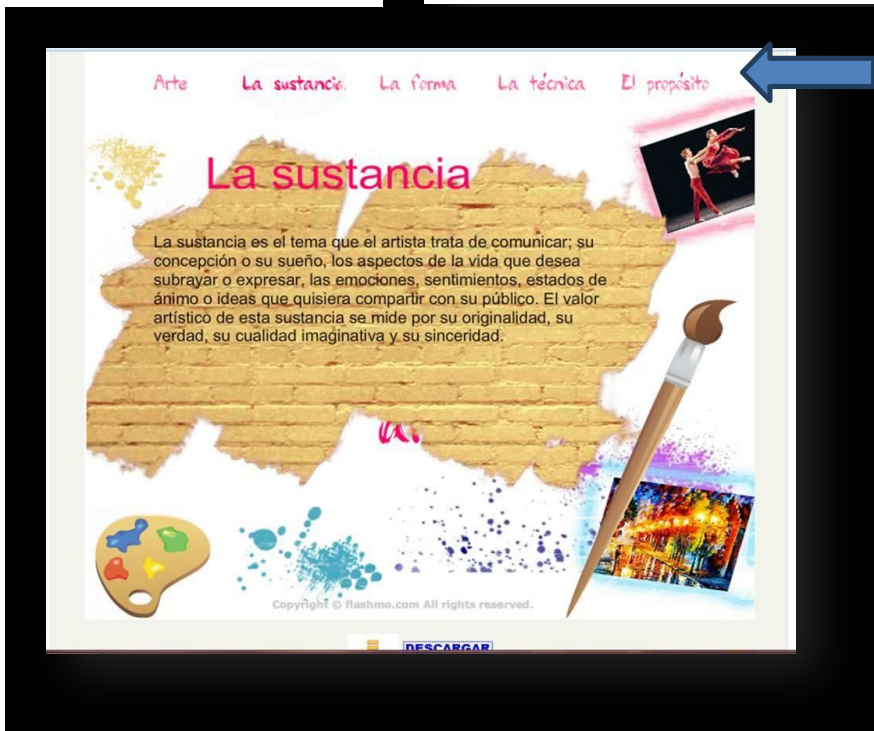 Arte La sustancia La forma La técnica El propósito
La sustancia
La sustancia es el tema que el artista trata de comunicar; su
concepción o su sueño, los aspectos de la vida que desea
subrayar o expresar, las emociones, sentimientos, estados de
ánimo o ideas que quisiera compartir con su público. El valor
artístico de esta sustancia se mide por su originalidad, su
verdad, su cualidad imaginativa y su sinceridad.
Copyright © flashmo.com All rights reserved.
DESCARGAR